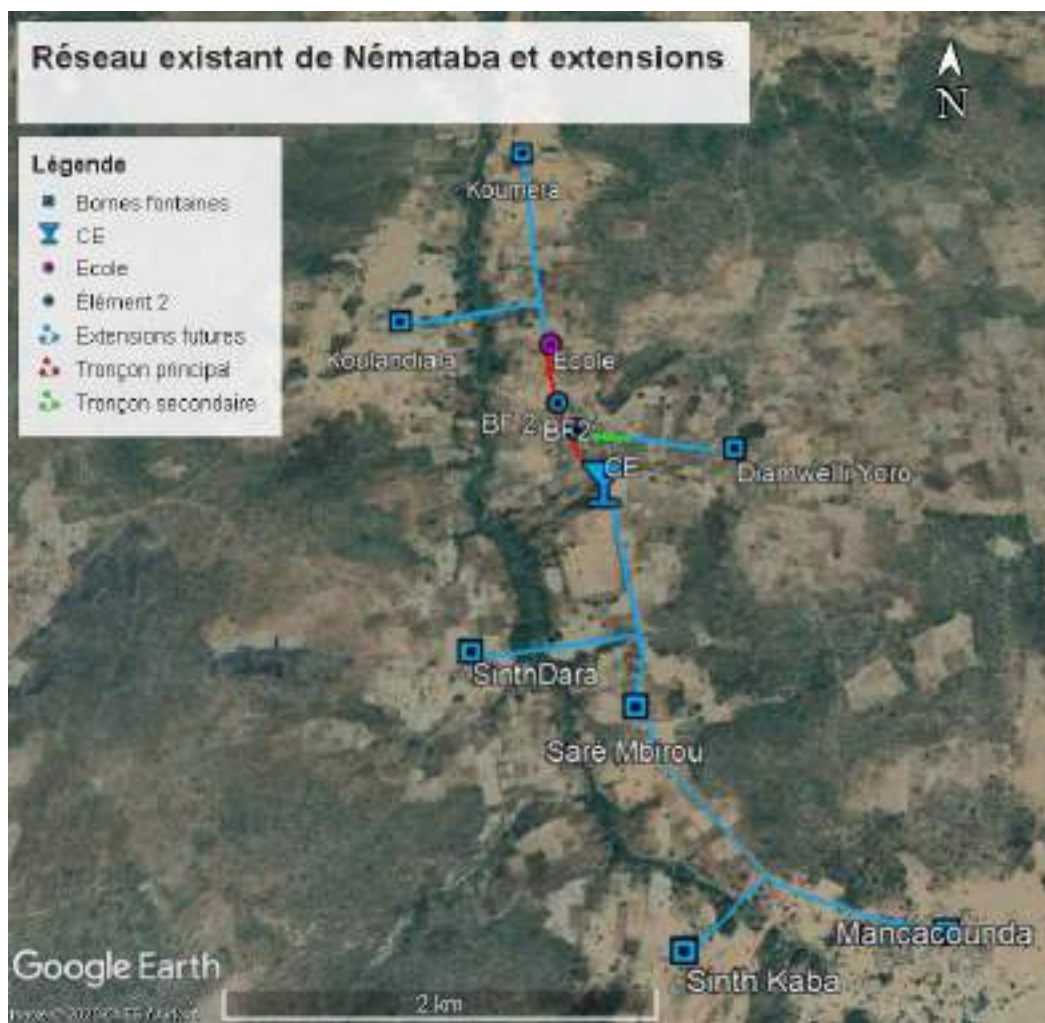 Réseau existant de Némataba et extensions
N
Légende
Bornes fontaines
CE
Ecole
Élément 2
Extensions futures
Tronçon principal
Tronçon secondaire
Koumera
Koulandiala
Ecole
BF 2
BF2
CE
Diamwelli Yoro
SinthDara
Saré Mbirou
Mancacounda
Sinth Kaba
Google Earth
2 km